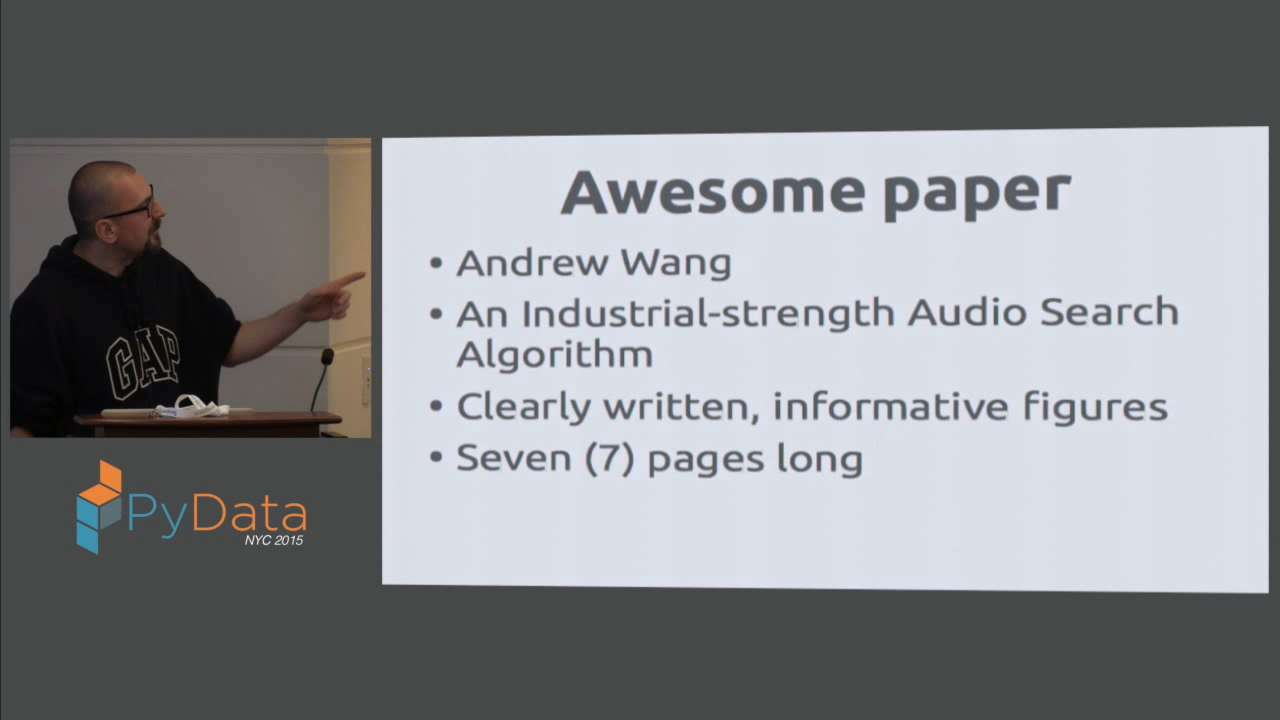 GAP
PyData
NYC 2015
Awesome paper
• Andrew Wang
• An Industrial-strength Audio Search
Algorithm
• Clearly written, informative figures
• Seven (7) pages long